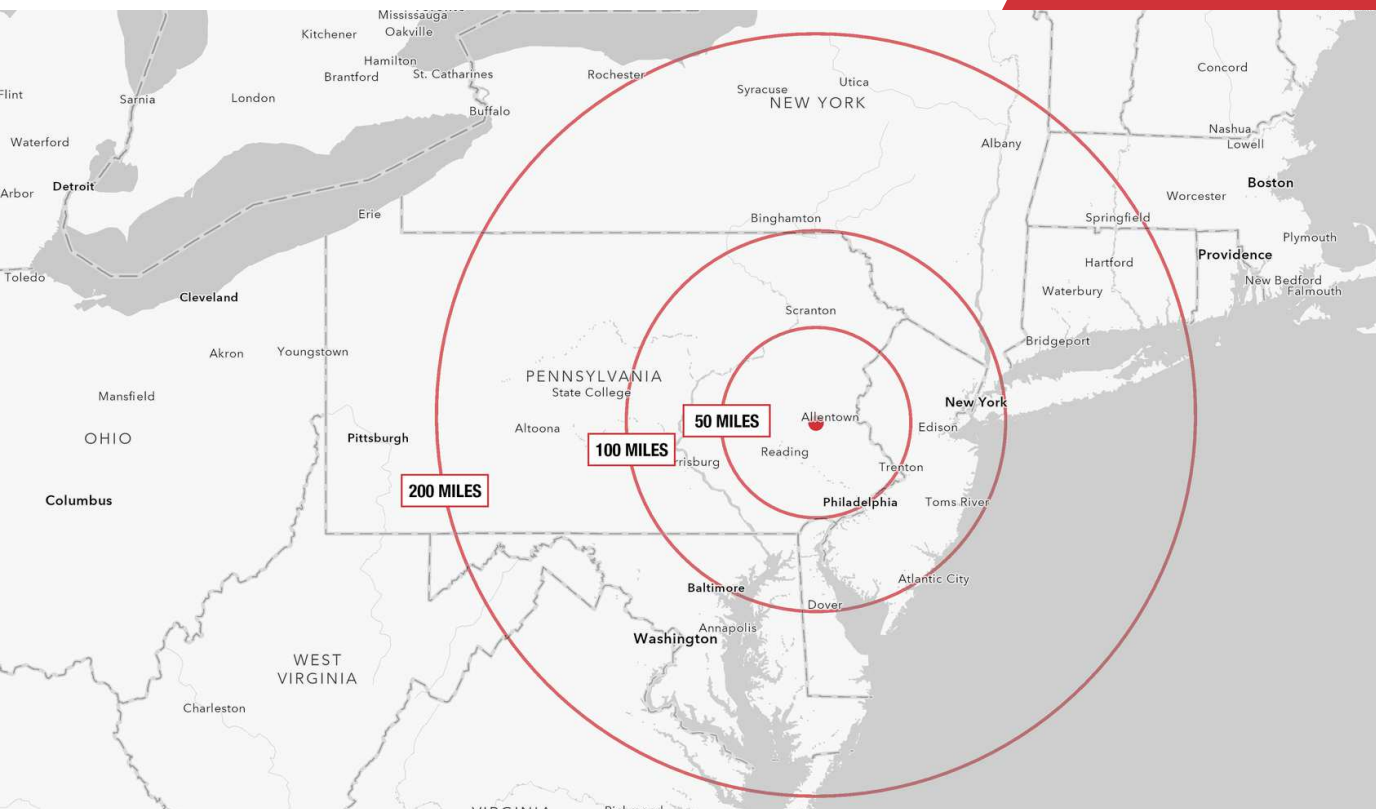 Mississauga
Kitchener
Oakville
Hamilton
Brantford
St. Catharines
Rochester
Utica
Syracuse
NEW YORK
Concord
Flint
Sarnia
London
Buffalo
Nashua
Lowell
Waterford
Albany
Arbor
Detroit
Boston
Worcester
Erie
Binghamton
Springfield
Plymouth
Hartford
Providence
Toledo
Cleveland
Waterbury
New Bedford
Falmouth
Scranton
Akron
Youngstown
Bridgeport
PENNSYLVANIA
State College
Mansfield
New York
50 MILES
Allentown
OHIO
Pittsburgh
Altoona
Edison
100 MILES
rrisburg
Reading
Trenton
200 MILES
Columbus
Philadelphia
Toms River
Baltimore
Atlantic City
Dover
Annapolis
Washington
WEST
VIRGINIA
Charleston